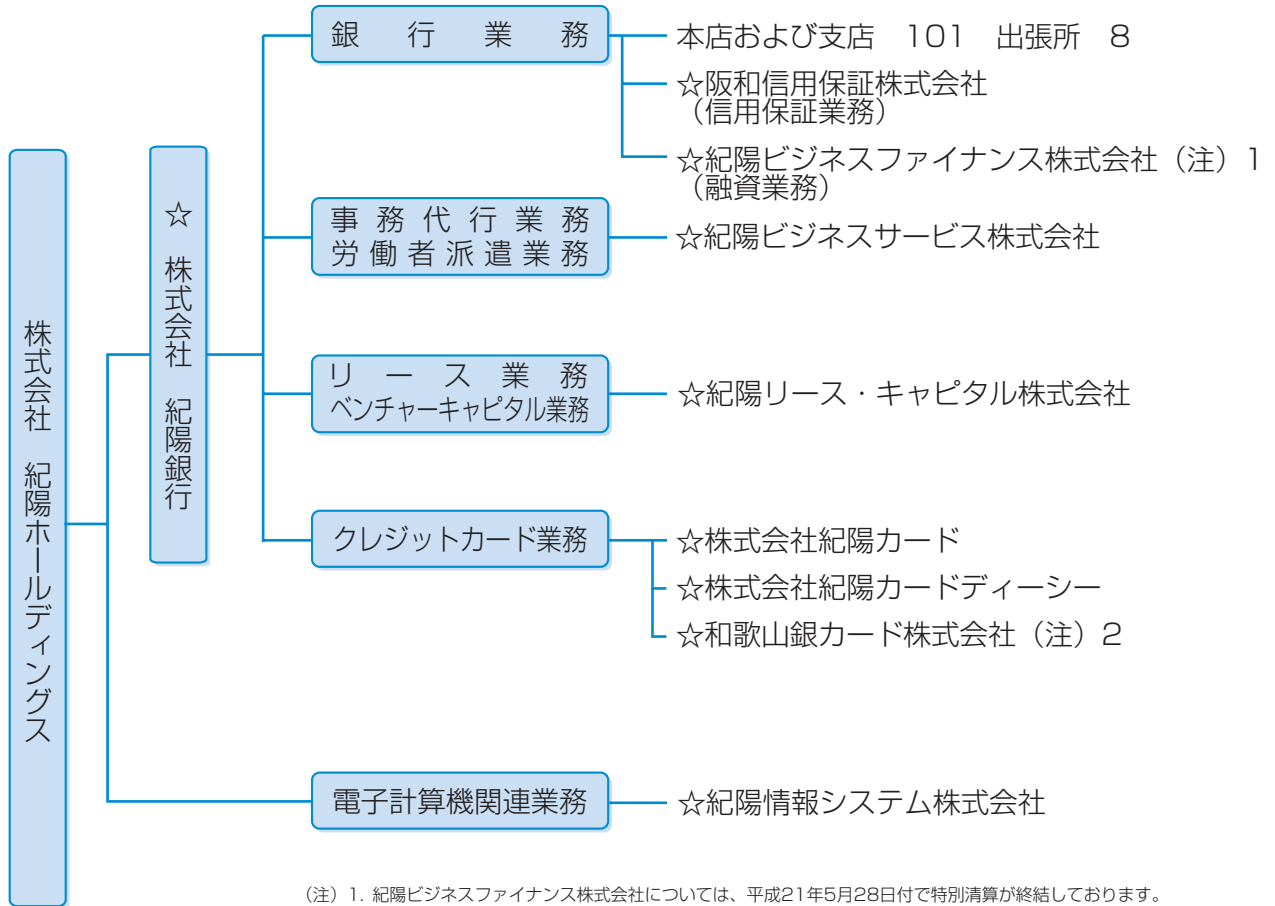 株式会社 紀陽ホールディングス
☆ 株式会社 紀陽銀行
銀行業務
本店および支店 101 出張所 8
☆阪和信用保証株式会社
（信用保証業務）
☆紀陽ビジネスファイナンス株式会社（注）1
（融資業務）
事務代行業務
労働者派遣業務
☆紀陽ビジネスサービス株式会社
リース業務
ベンチャーキャピタル業務
☆紀陽リース・キャピタル株式会社
クレジットカード業務
☆株式会社紀陽カード
☆株式会社紀陽カードディーシー
☆和歌山銀カード株式会社（注）2
電子計算機関連業務
☆紀陽情報システム株式会社
（注）1. 紀陽ビジネスファイナンス株式会社については、平成21年5月28日付で特別清算が終結しております。